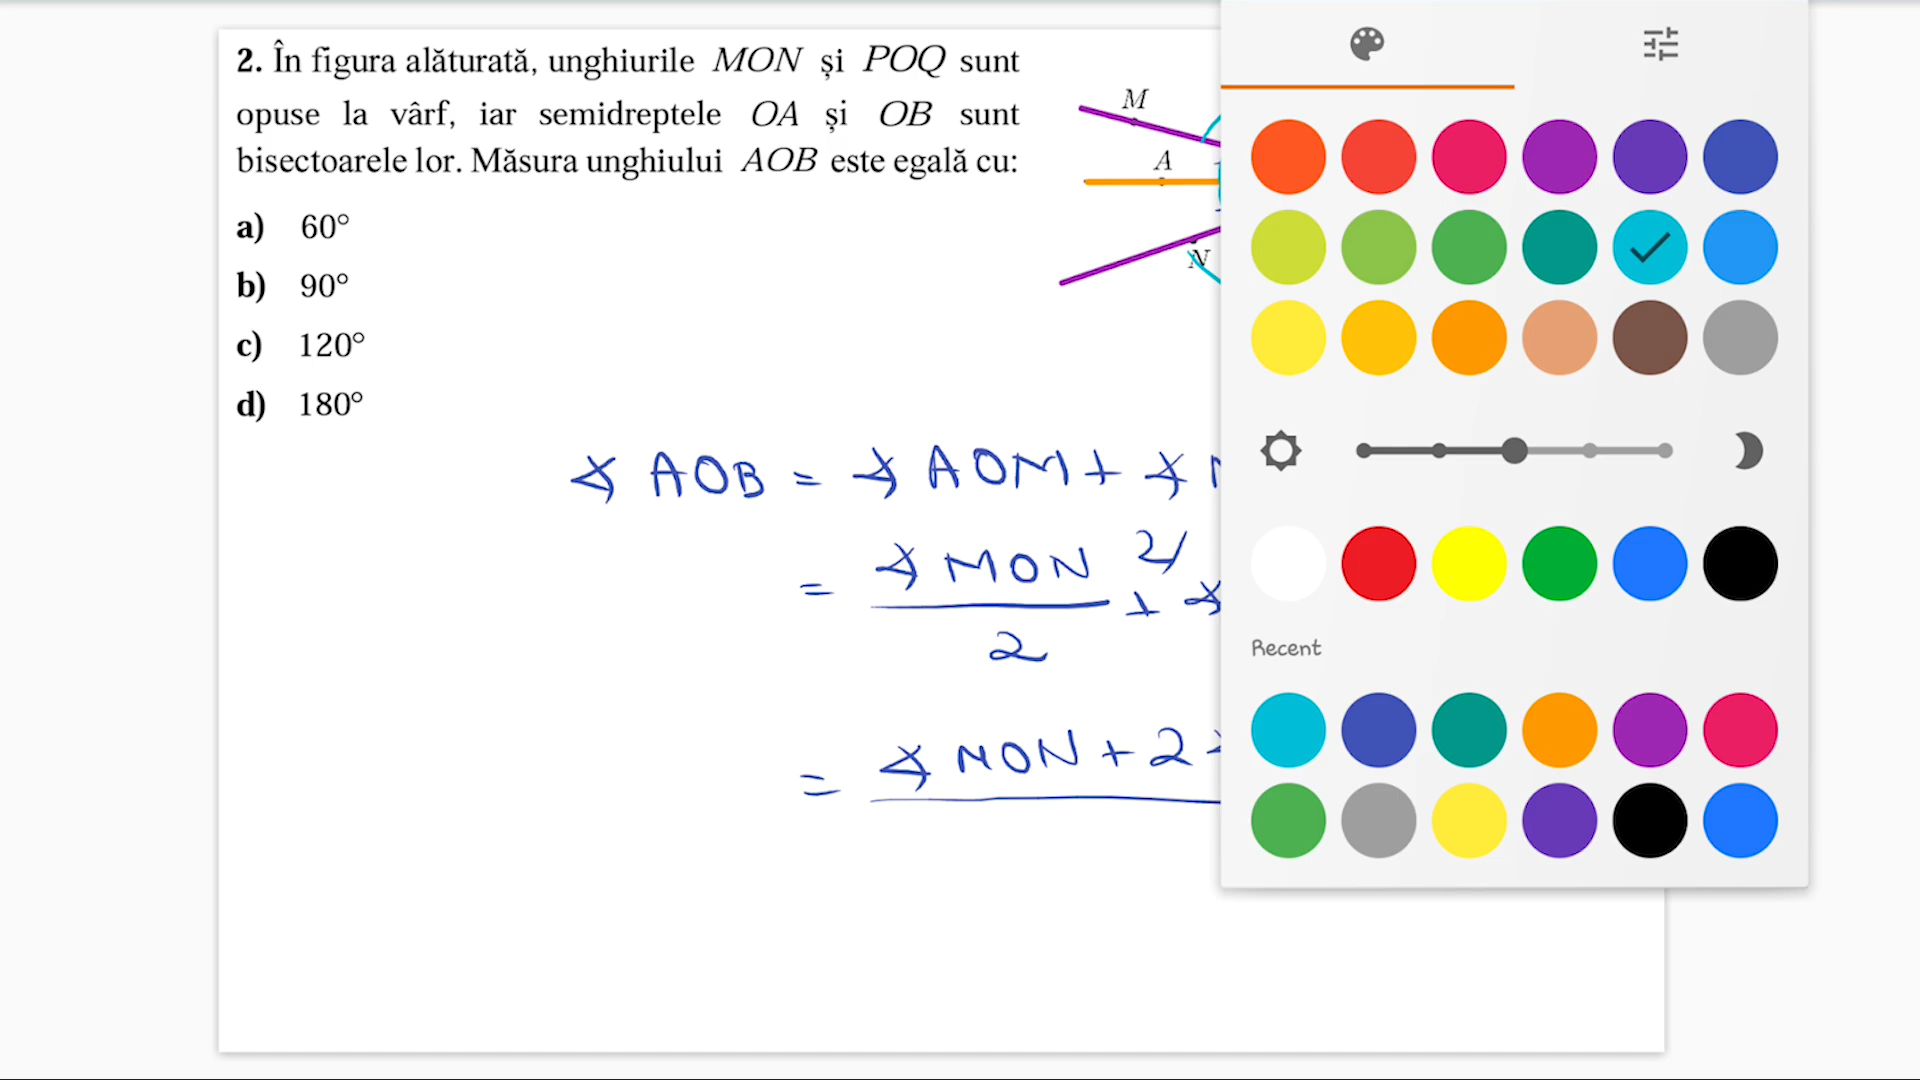 2. În figura alăturată, unghiurile MON și POQ sunt
opuse la vârf, iar semidreptele OA și OB sunt
bisectoarele lor. Măsura unghiului AOB este egală cu:
a) 60°
b) 90°
c) 120°
d) 180°
M
A
N
∢ AOB = ∢ AOM + ∢
= ∢ MON / 2 + ∢
2/
= ∢ MON + 2
Recent